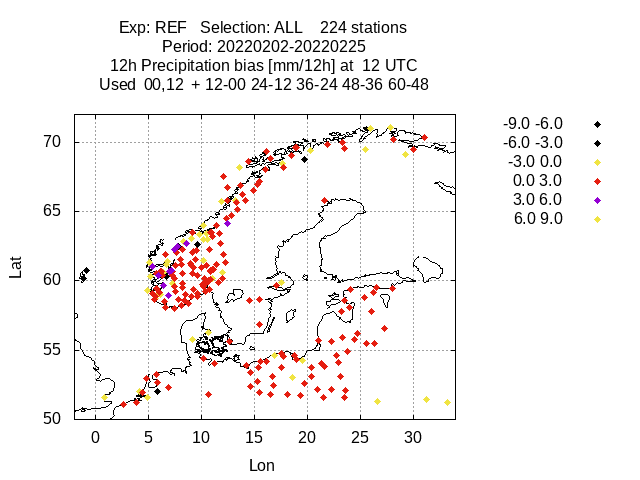 Exp: REF   Selection: ALL    224 stations
Period: 20220202-20220225
12h Precipitation bias [mm/12h] at  12 UTC
Used  00,12  + 12-00 24-12 36-24 48-36 60-48
-9.0 -6.0
-6.0 -3.0
-3.0 0.0
0.0 3.0
3.0 6.0
6.0 9.0
70
65
60
55
50
Lat
0 5 10 15 20 25 30
Lon